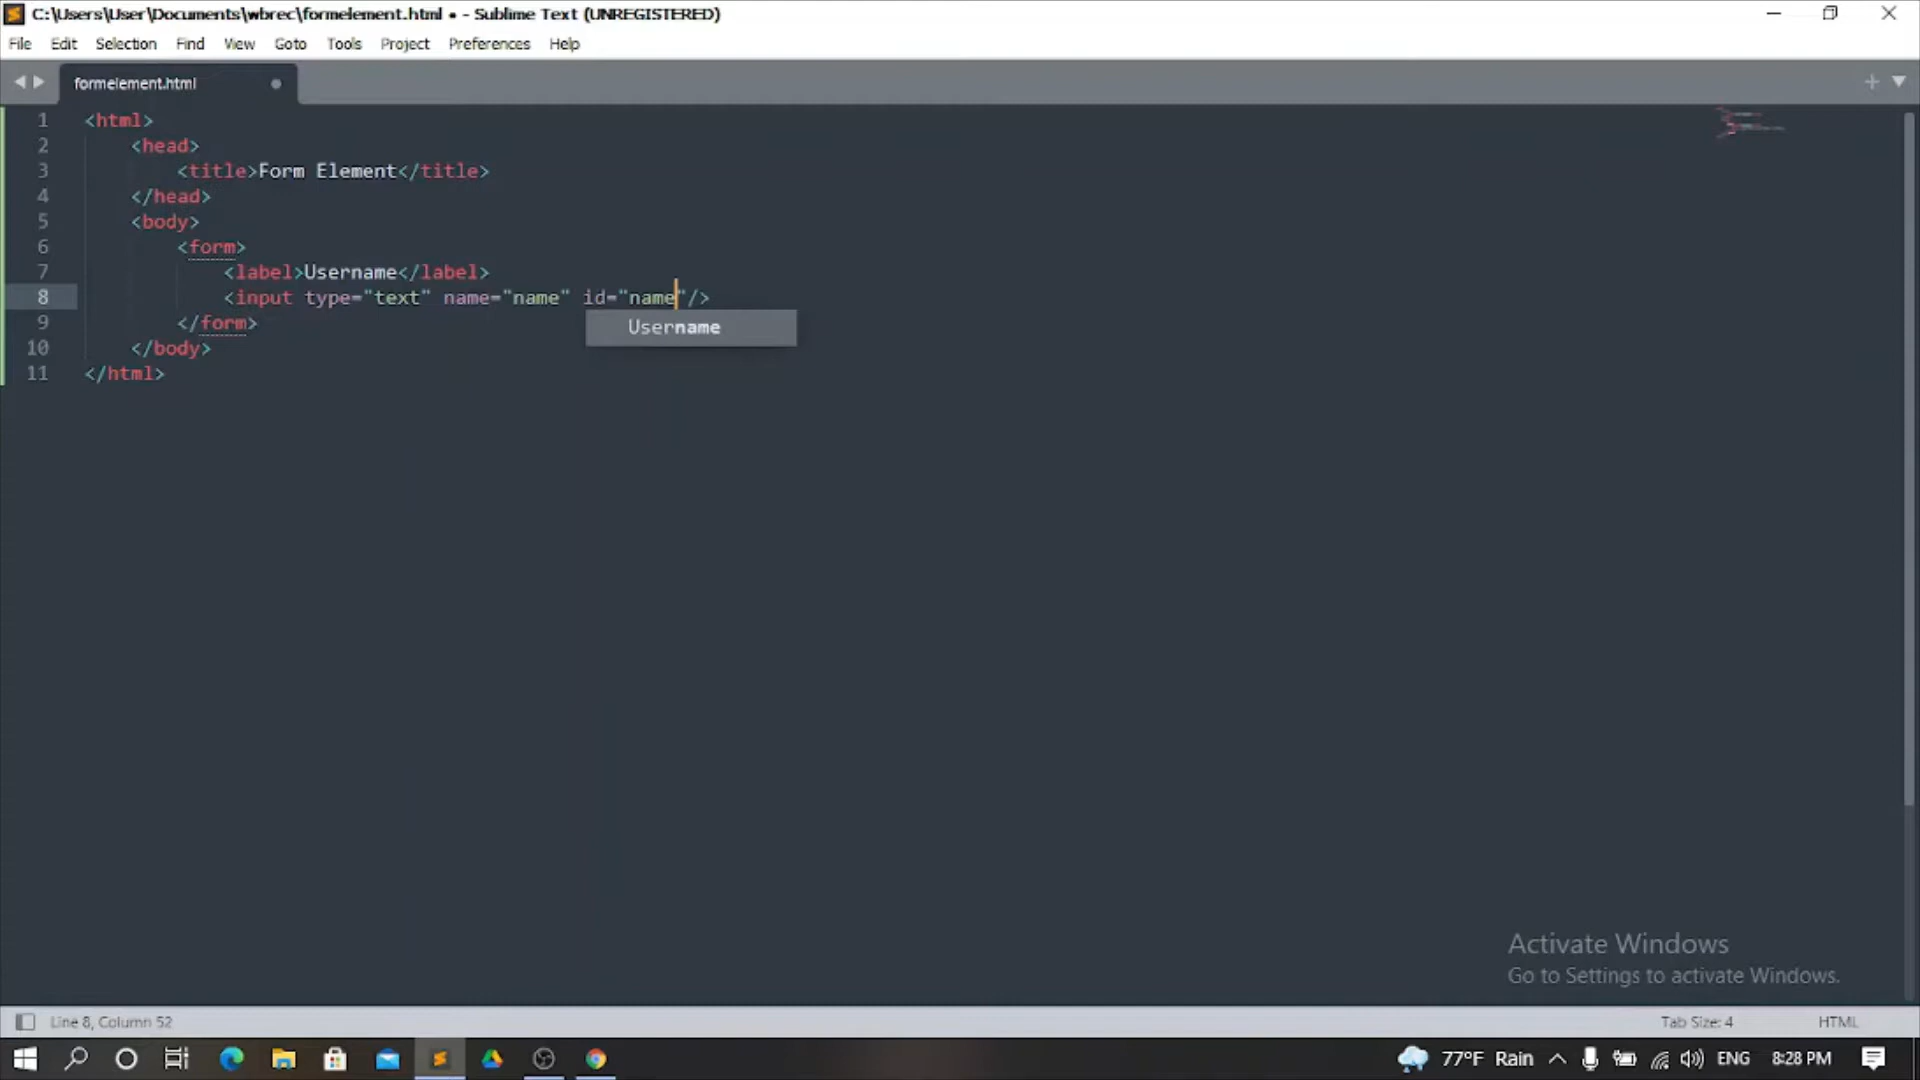 C:\Users\User\Documents\wbrec\formelement.html • - Sublime Text (UNREGISTERED)
File Edit Selection Find View Goto Tools Project Preferences Help
formelement.html
1 <html>
2 <head>
3 <title>Form Element</title>
4 </head>
5 <body>
6 <form>
7 <label>Username</label>
8 <input type="text" name="name" id="name"/>
Username
9 </form>
10 </body>
11 </html>
Activate Windows
Go to Settings to activate Windows.
Line 8, Column 52 Tab Size: 4 HTML
77°F Rain ENG 8:28 PM